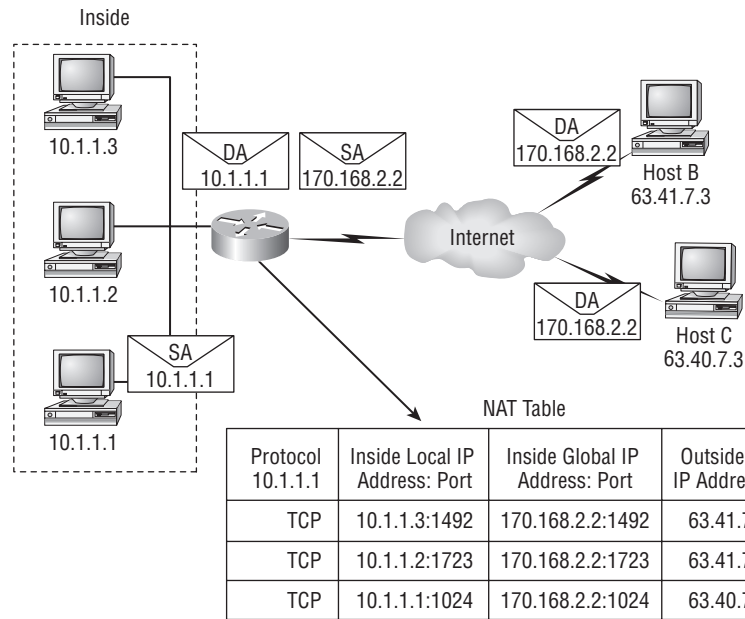 Inside
10.1.1.3
DA
10.1.1.1
SA
170.168.2.2
DA
170.168.2.2
Host B
63.41.7.3
Internet
10.1.1.2
DA
170.168.2.2
Host C
63.40.7.3
SA
10.1.1.1
10.1.1.1
NAT Table
Protocol
10.1.1.1
Inside Local IP
Address: Port
Inside Global IP
Address: Port
Outside
IP Addre
TCP 10.1.1.3:1492 170.168.2.2:1492 63.41.7
TCP 10.1.1.2:1723 170.168.2.2:1723 63.41.7
TCP 10.1.1.1:1024 170.168.2.2:1024 63.40.7